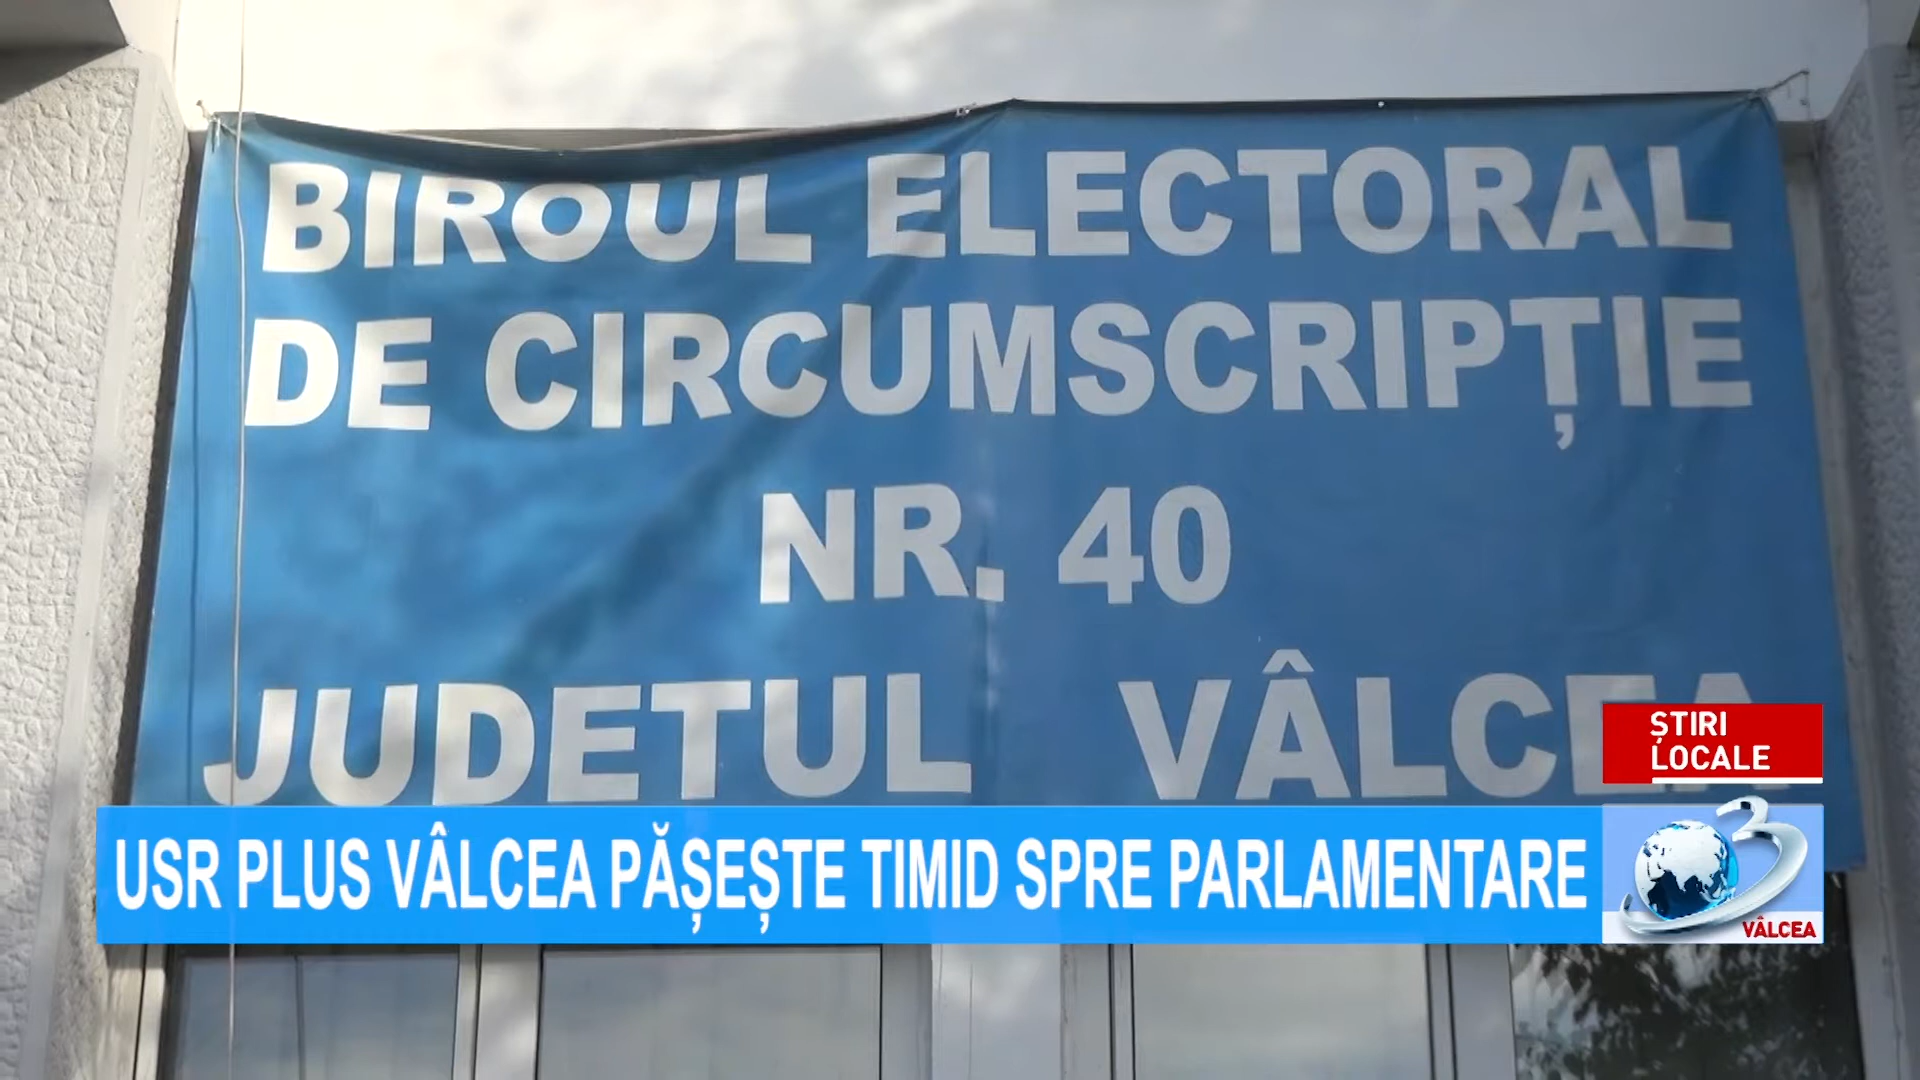 BIROUL ELECTORAL
DE CIRCUMSCRIPȚIE
NR. 40
JUDETUL VÂLCEA
ȘTIRI
LOCALE
USR PLUS VÂLCEA PĂȘEȘTE TIMID SPRE PARLAMENTARE
3
VÂLCEA